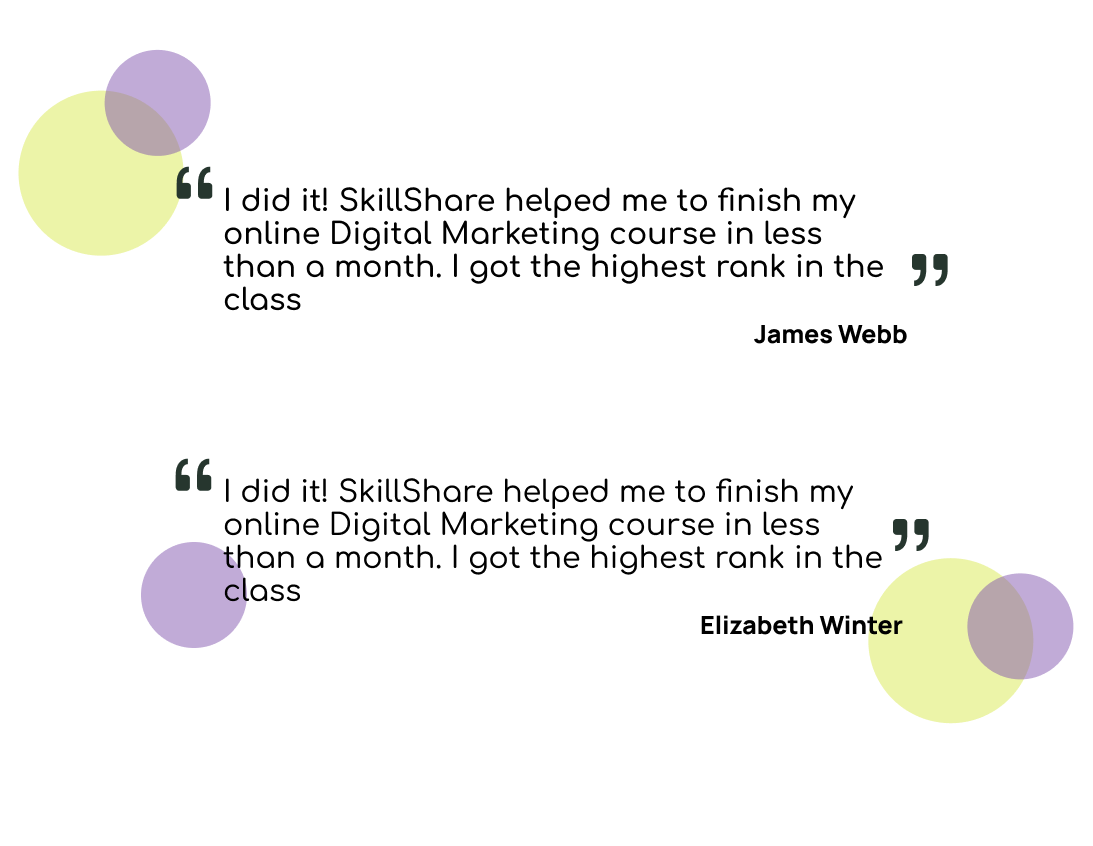 “ I did it! SkillShare helped me to finish my
online Digital Marketing course in less
than a month. I got the highest rank in the ”
class
James Webb
“ I did it! SkillShare helped me to finish my
online Digital Marketing course in less
than a month. I got the highest rank in the ”
class
Elizabeth Winter